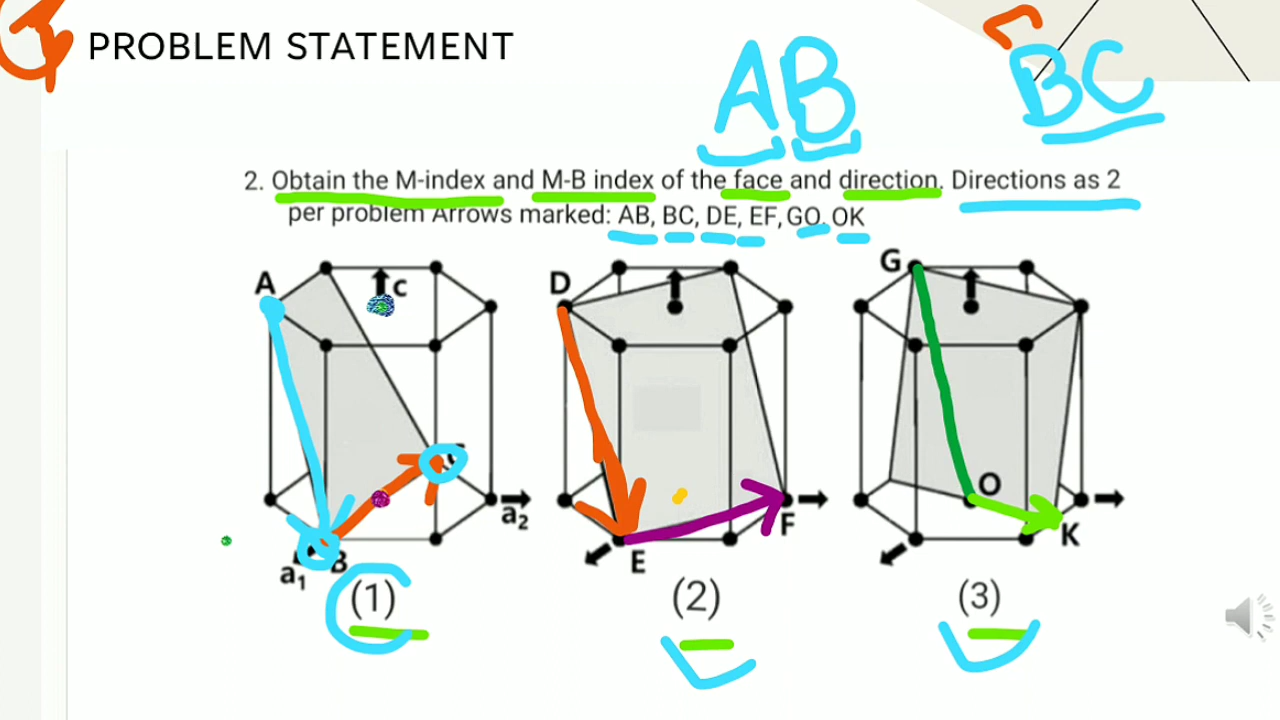 PROBLEM STATEMENT
AB
BC
2. Obtain the M-index and M-B index of the face and direction. Directions as 2
per problem Arrows marked: AB, BC, DE, EF, GO, OK
A
c
D
G
O
a2
F
K
B
a1
E
(1)
(2)
(3)